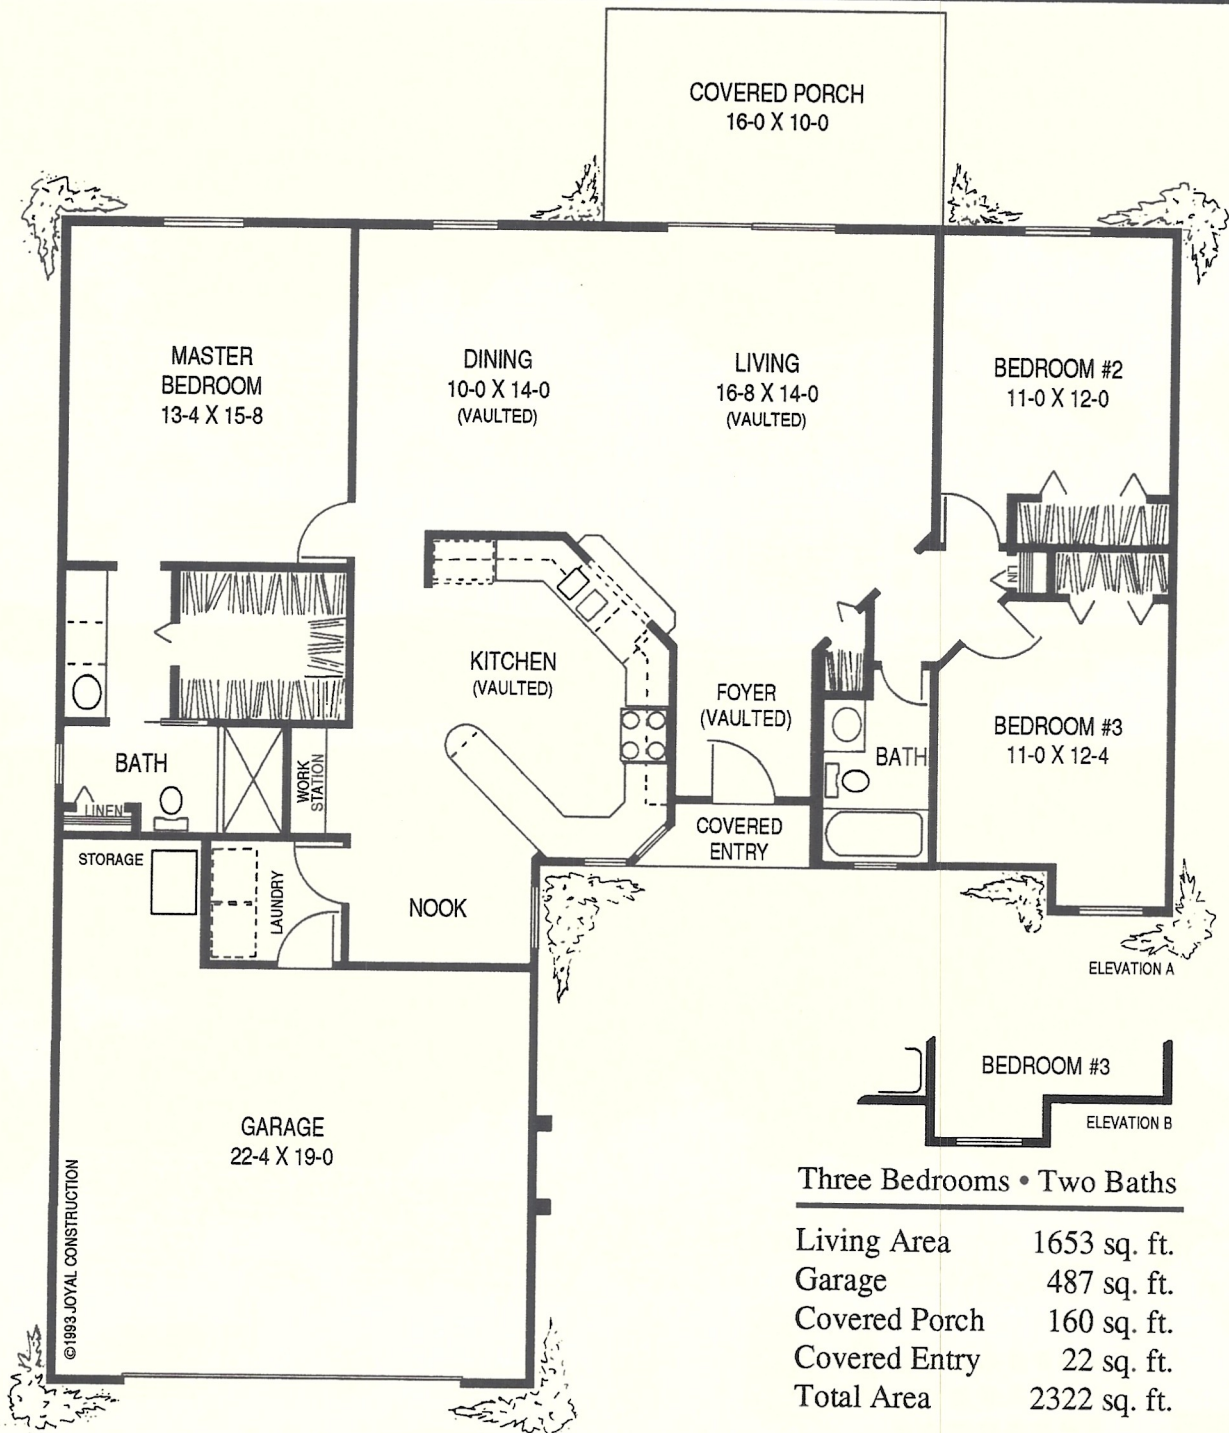 COVERED PORCH
16-0 X 10-0
MASTER
BEDROOM
13-4 X 15-8
DINING
10-0 X 14-0
(VAULTED)
LIVING
16-8 X 14-0
(VAULTED)
BEDROOM #2
11-0 X 12-0
LIN
KITCHEN
(VAULTED)
FOYER
(VAULTED)
BEDROOM #3
11-0 X 12-4
BATH
WORK
STATION
BATH
LINEN
COVERED
ENTRY
STORAGE
LAUNDRY
NOOK
ELEVATION A
BEDROOM #3
ELEVATION B
GARAGE
22-4 X 19-0
©1993 JOYAL CONSTRUCTION
Three Bedrooms • Two Baths
Living Area 1653 sq. ft.
Garage 487 sq. ft.
Covered Porch 160 sq. ft.
Covered Entry 22 sq. ft.
Total Area 2322 sq. ft.